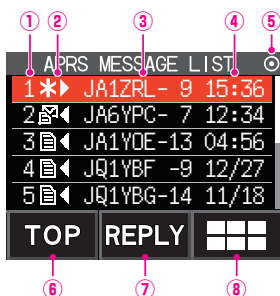 ① ② ③ ④ ⑤
APRS MESSAGE LIST
1 JA1ZRL- 9 15:36
2 JA6YPC- 7 12:34
3 JA1YOE-13 04:56
4 JQ1YBF -9 12/27
5 JQ1YBG-14 11/18
TOP REPLY
⑥ ⑦ ⑧